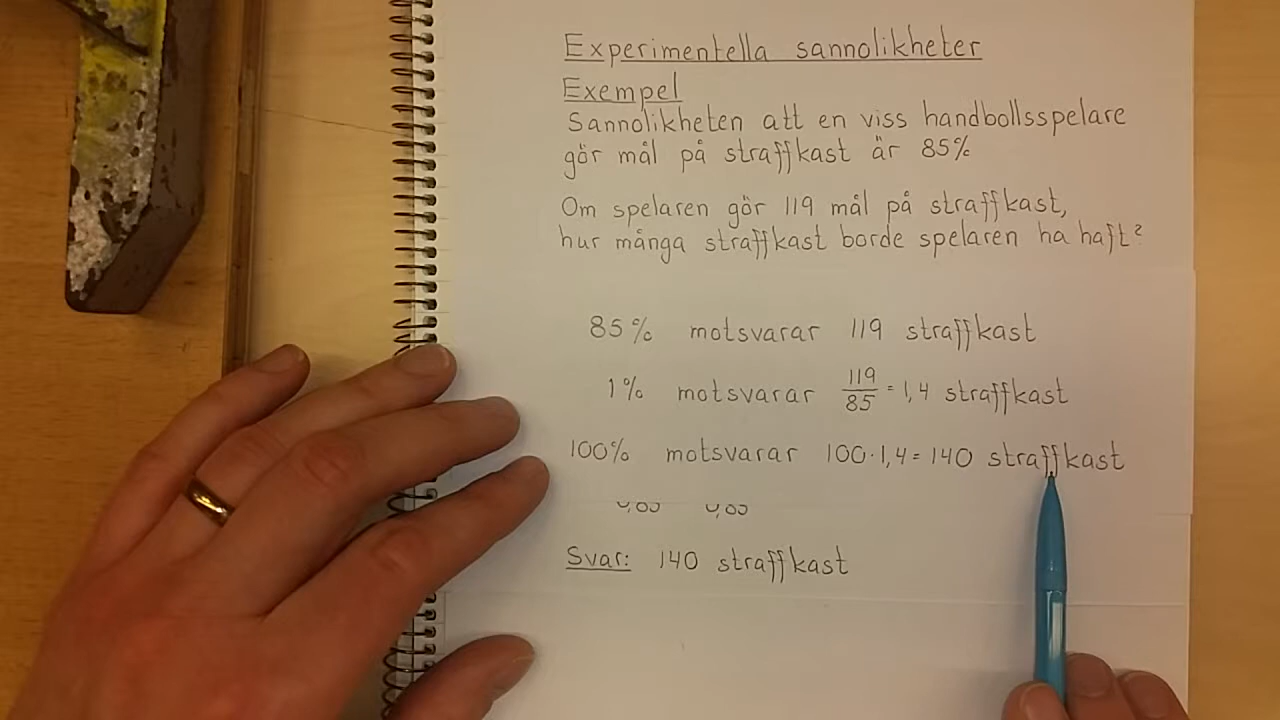 Experimentella sannolikheter
Exempel
Sannolikheten att en viss handbollsspelare
gör mål på straffkast är 85%
Om spelaren gör 119 mål på straffkast,
hur många straffkast borde spelaren ha haft?
85% motsvarar 119 straffkast
1% motsvarar 119/85 = 1,4 straffkast
100% motsvarar 100·1,4 = 140 straffkast
Svar: 140 straffkast